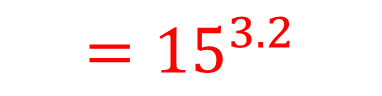 = 15^{3.2}